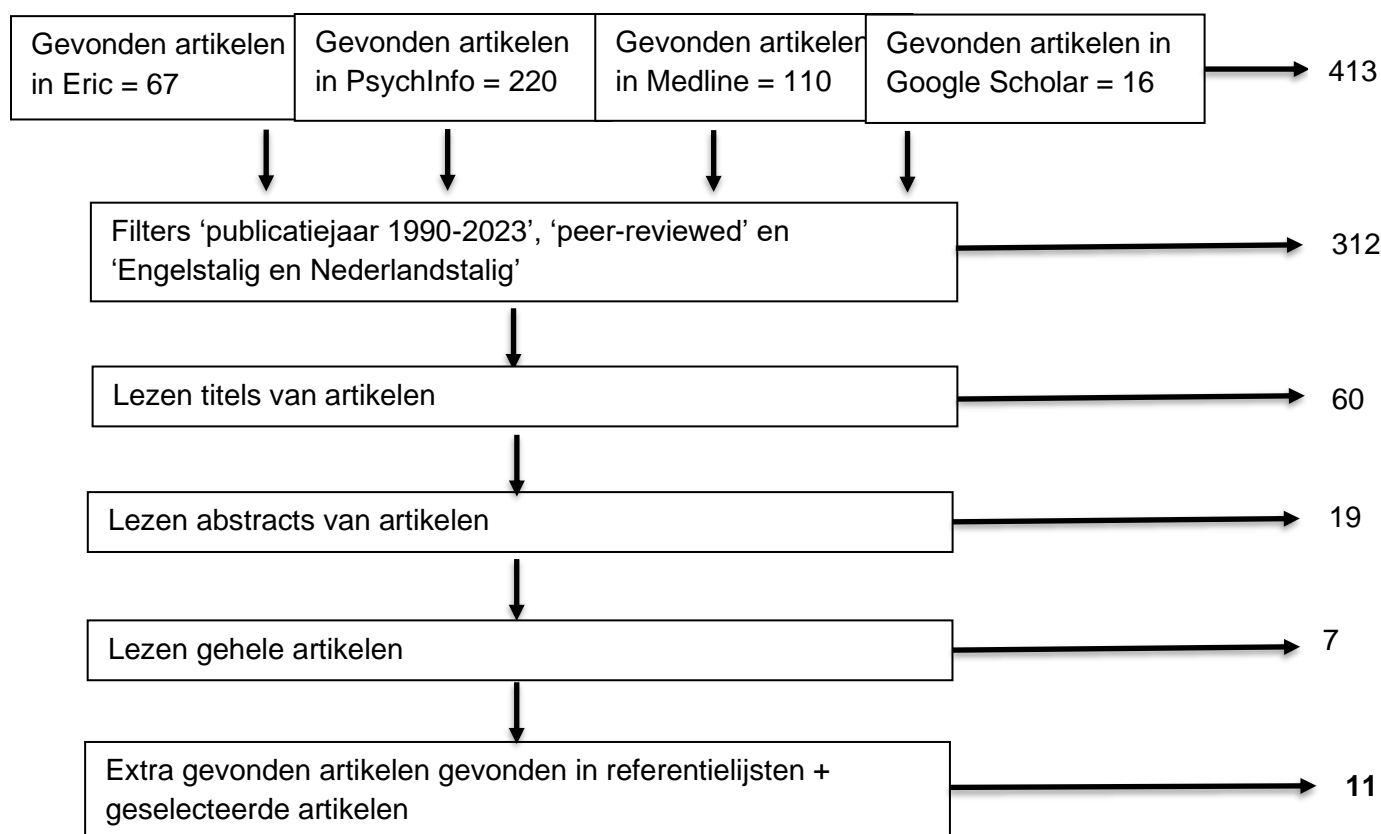 Gevonden artikelen
in Eric = 67
Gevonden artikelen
in PsychInfo = 220
Gevonden artikelen
in Medline = 110
Gevonden artikelen in
Google Scholar = 16
413
Filters ‘publicatiejaar 1990-2023’, ‘peer-reviewed’ en
‘Engelstalig en Nederlandstalig’
312
Lezen titels van artikelen
60
Lezen abstracts van artikelen
19
Lezen gehele artikelen
7
Extra gevonden artikelen gevonden in referentielijsten +
geselecteerde artikelen
11